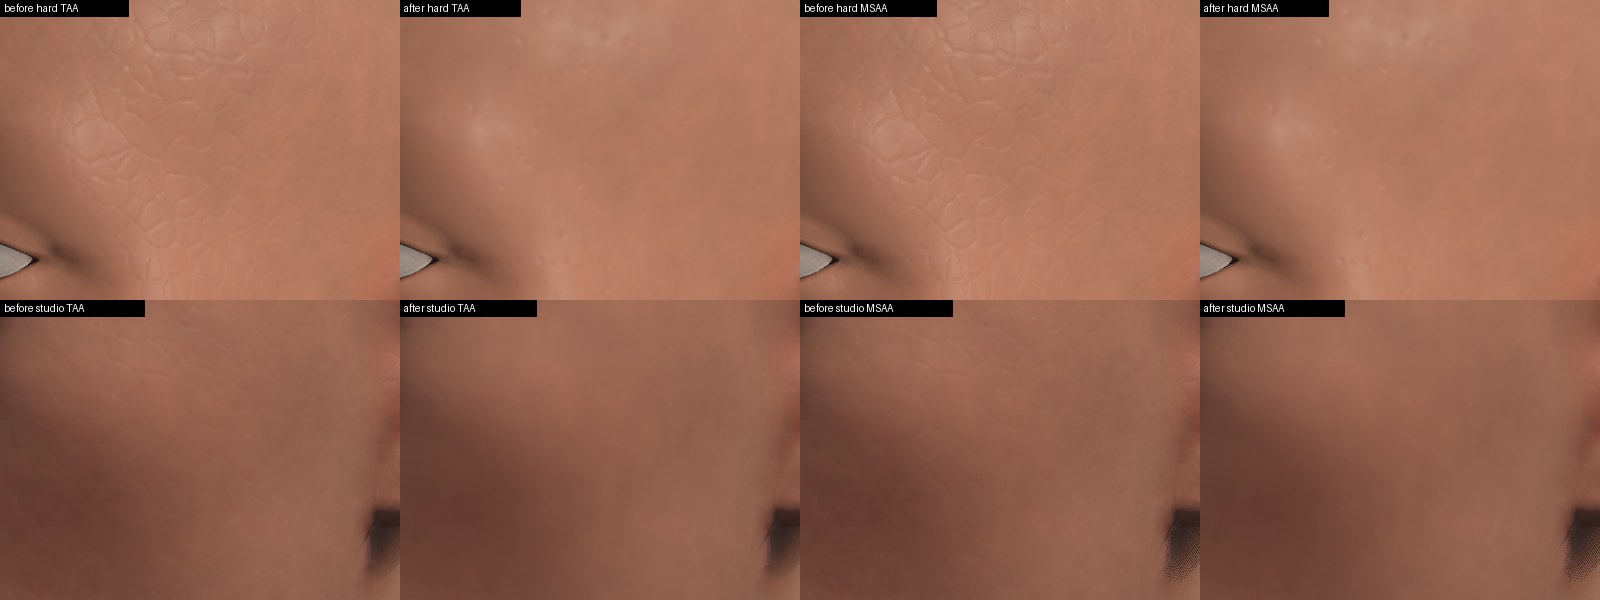 before hard TAA
after hard TAA
before hard MSAA
after hard MSAA
before studio TAA
after studio TAA
before studio MSAA
after studio MSAA